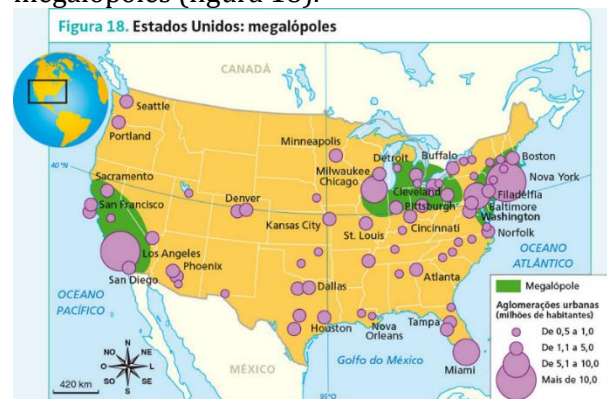 megalópoles (figura 18).
Figura 18. Estados Unidos: megalópoles
CANADÁ
Seattle
Portland
Minneapolis
Detroit
Buffalo
Boston
Milwaukee
Chicago
Nova York
40 °N
Sacramento
Cleveland
Filadélfia
San Francisco
Denver
Pittsburgh
Baltimore
Washington
Kansas City
St. Louis
Cincinnati
Norfolk
Los Angeles
Phoenix
OCEANO
ATLÂNTICO
San Diego
Atlanta
Dallas
OCEANO
PACÍFICO
Houston
Nova
Orleans
Tampa
Miami
Golfo do México
MÉXICO
95°O
N
NO
NE
O
L
SO
SE
S
420 km
Megalópole
Aglomerações urbanas
(milhões de habitantes)
De 0,5 a 1,0
De 1,1 a 5,0
De 5,1 a 10,0
Mais de 10,0